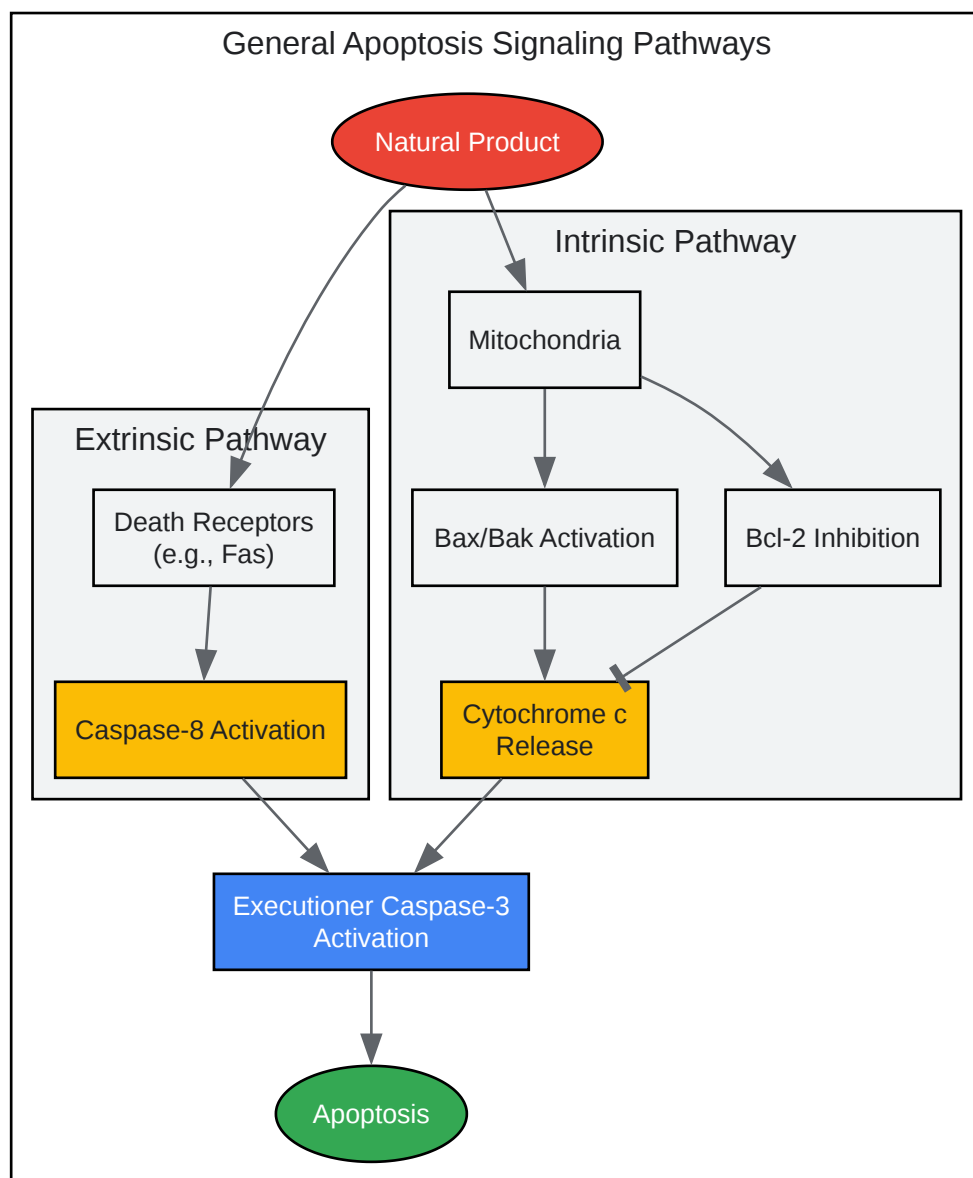 General Apoptosis Signaling Pathways
Natural Product
Intrinsic Pathway
Mitochondria
Extrinsic Pathway
Death Receptors
(e.g., Fas)
Bax/Bak Activation
Bcl-2 Inhibition
Caspase-8 Activation
Cytochrome c
Release
Executioner Caspase-3
Activation
Apoptosis